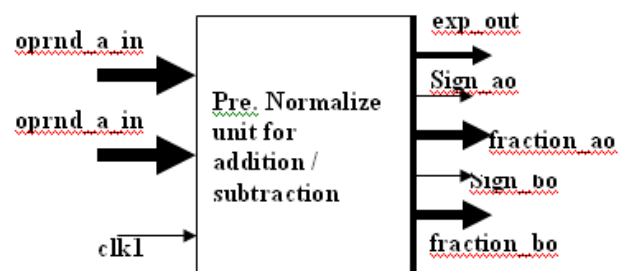 oprnd_a_in
oprnd_a_in
clk1
Pre. Normalize
unit for
addition /
subtraction
exp_out
Sign_ao
fraction_ao
Sign_bo
fraction_bo